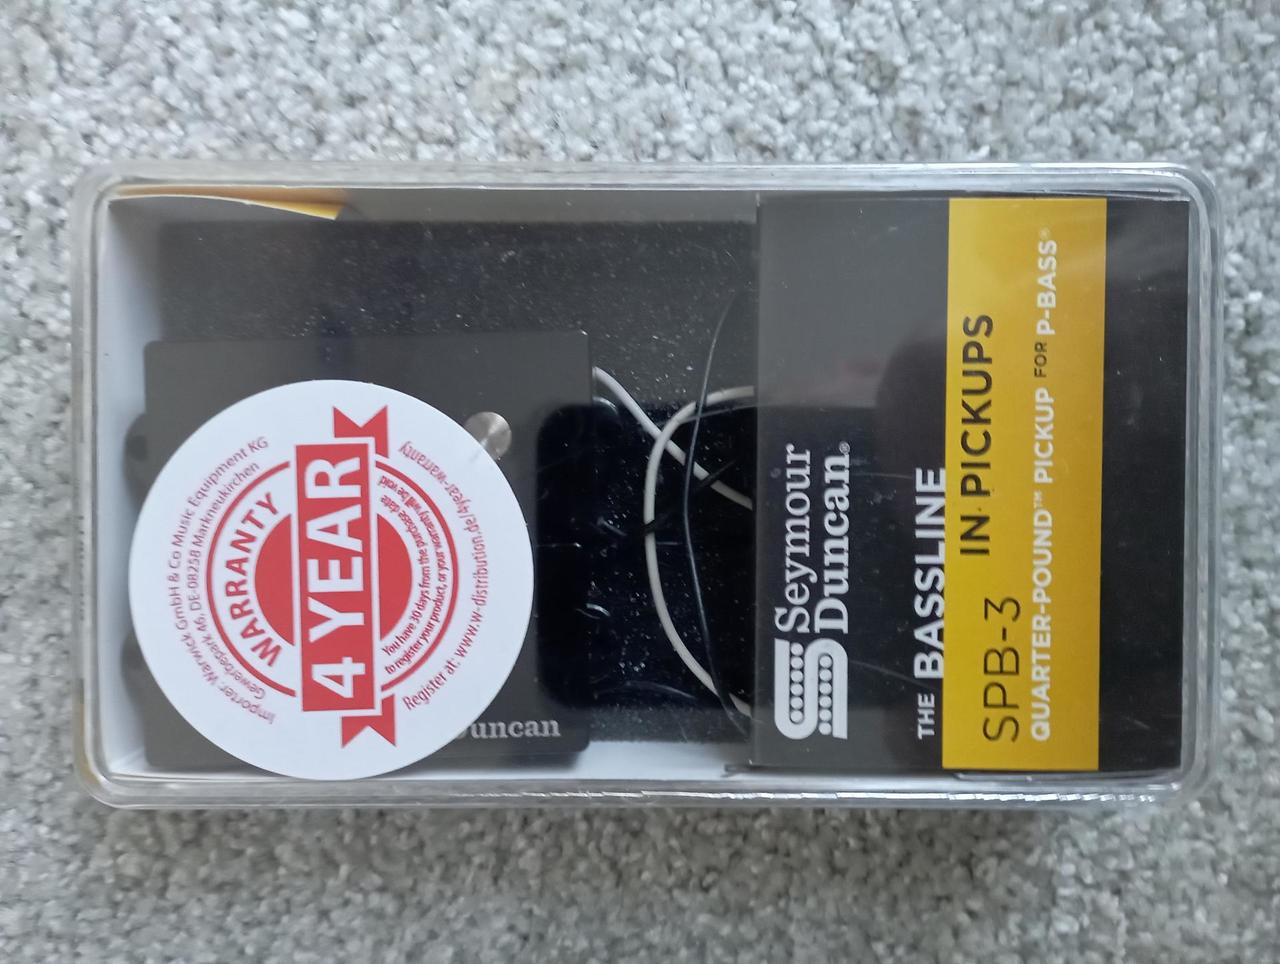 Seymour
Duncan®
THE BASSLINE
IN PICKUPS
SPB-3
QUARTER-POUND™ PICKUP FOR P-BASS®
Importer: Warwick GmbH & Co Music Equipment KG
Gewerbepark 46, DE-08258 Markneukirchen
WARRANTY
4 YEAR
You have 30 days from the purchase date
to register your product, or your warranty will be void.
Register at: www.w-distribution.de/4year-warranty
Duncan